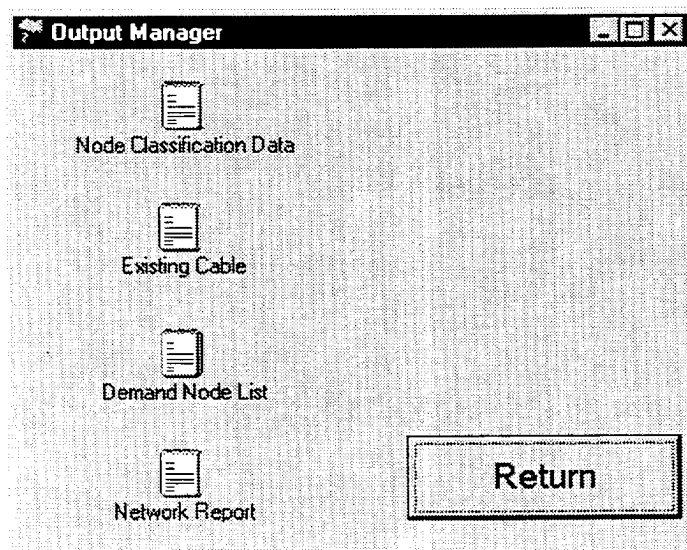 Output Manager
Node Classification Data
Existing Cable
Demand Node List
Network Report
Return